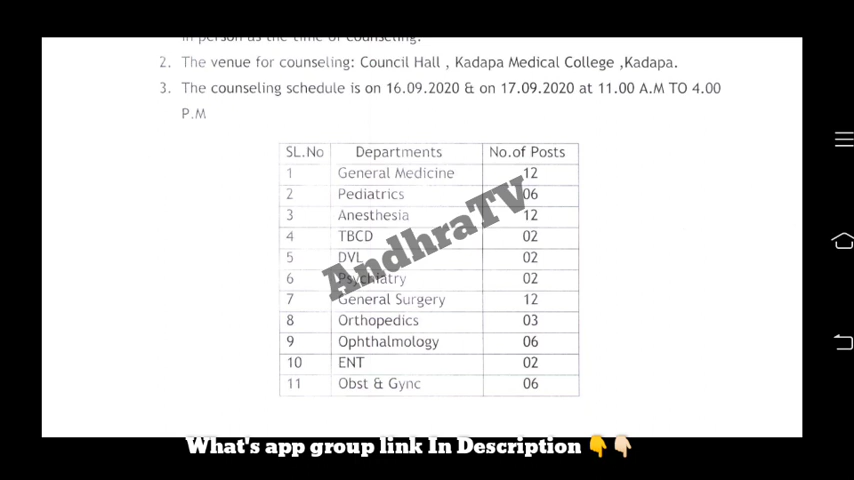 2. The venue for counseling: Council Hall , Kadapa Medical College ,Kadapa.
3. The counseling schedule is on 16.09.2020 & on 17.09.2020 at 11.00 A.M TO 4.00
P.M
SL.No Departments No.of Posts
1 General Medicine 12
2 Pediatrics 06
3 Anesthesia 12
4 TBCD 02
5 DVL 02
6 Psychiatry 02
7 General Surgery 12
8 Orthopedics 03
9 Ophthalmology 06
10 ENT 02
11 Obst & Gync 06
AndhraTV
What's app group link In Description 👇👇🏻